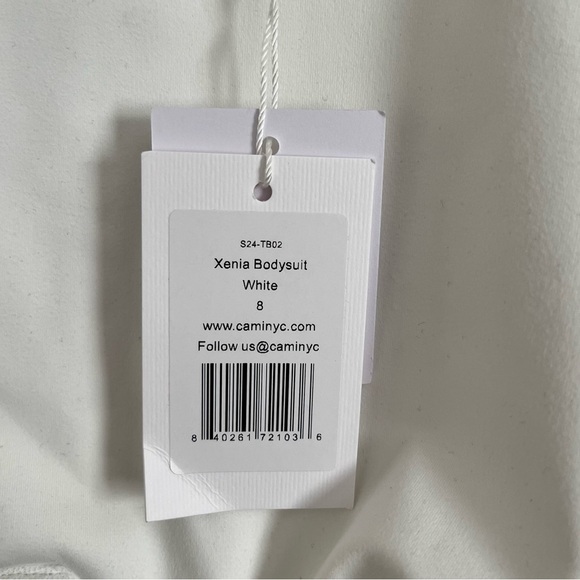 S24-TB02
Xenia Bodysuit
White
8
www.caminyc.com
Follow us@caminyc
8 40261 72103 6